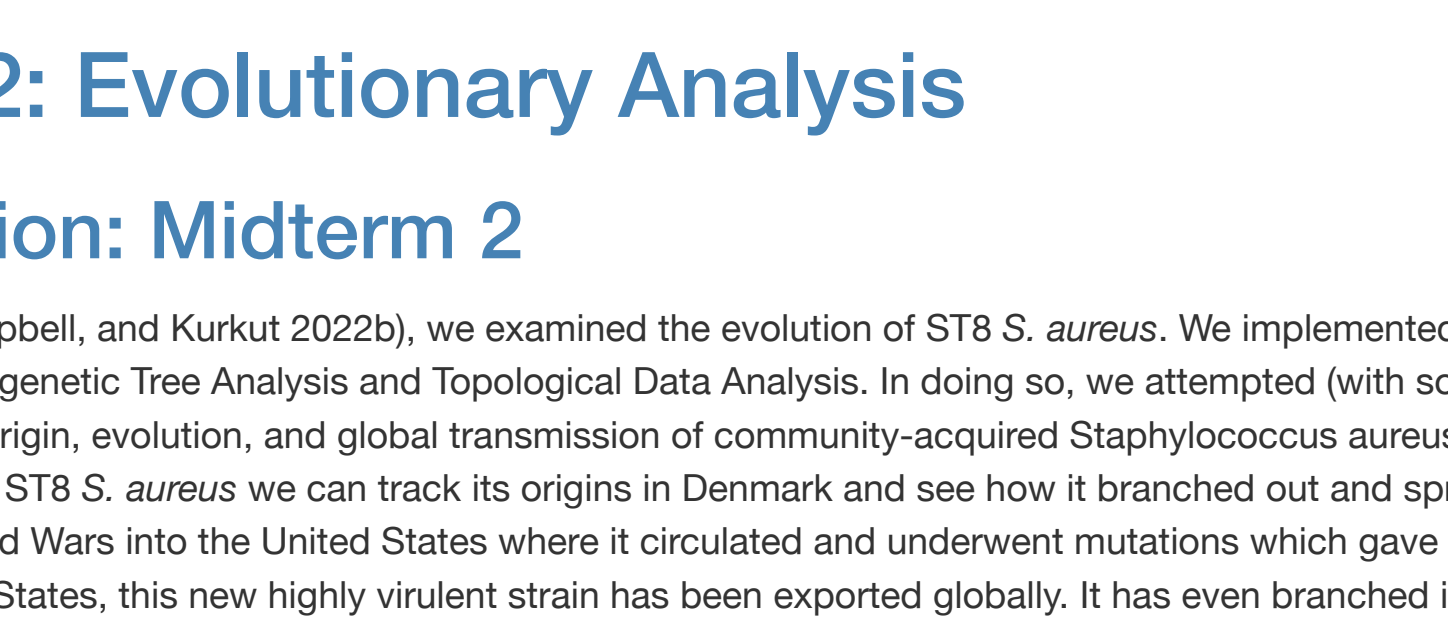 2: Evolutionary Analysis
ion: Midterm 2
pbell, and Kurkut 2022b), we examined the evolution of ST8 S. aureus. We implemented
genetic Tree Analysis and Topological Data Analysis. In doing so, we attempted (with so
rigin, evolution, and global transmission of community-acquired Staphylococcus aureus
ST8 S. aureus we can track its origins in Denmark and see how it branched out and spr
d Wars into the United States where it circulated and underwent mutations which gave
States, this new highly virulent strain has been exported globally. It has even branched i